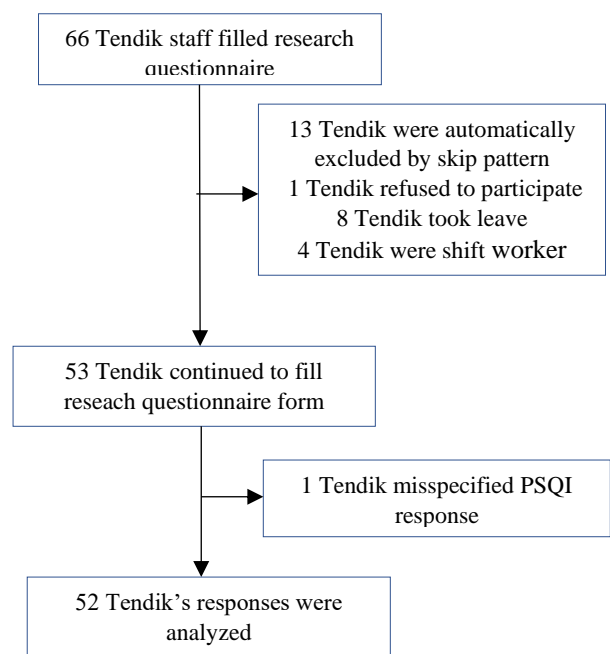 66 Tendik staff filled research
questionnaire
13 Tendik were automatically
excluded by skip pattern
1 Tendik refused to participate
8 Tendik took leave
4 Tendik were shift worker
53 Tendik continued to fill
reseach questionnaire form
1 Tendik misspecified PSQI
response
52 Tendik’s responses were
analyzed